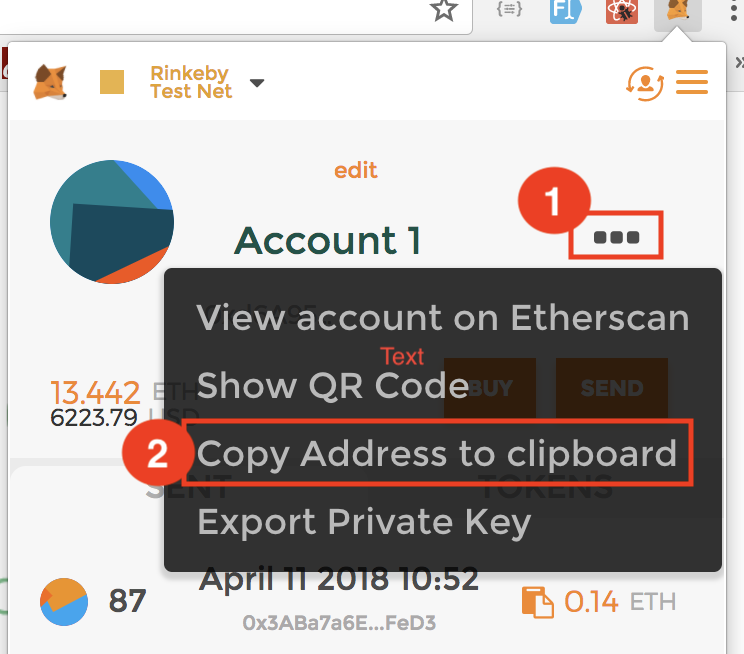 Rinkeby
Test Net
edit
1
Account 1
View account on Etherscan
Text
Show QR Code
BUY
SEND
13.442 ETH
6223.79 USD
2
Copy Address to clipboard
SENT
TOKENS
Export Private Key
87
April 11 2018 10:52
0x3ABa7a6E...FeD3
0.14 ETH